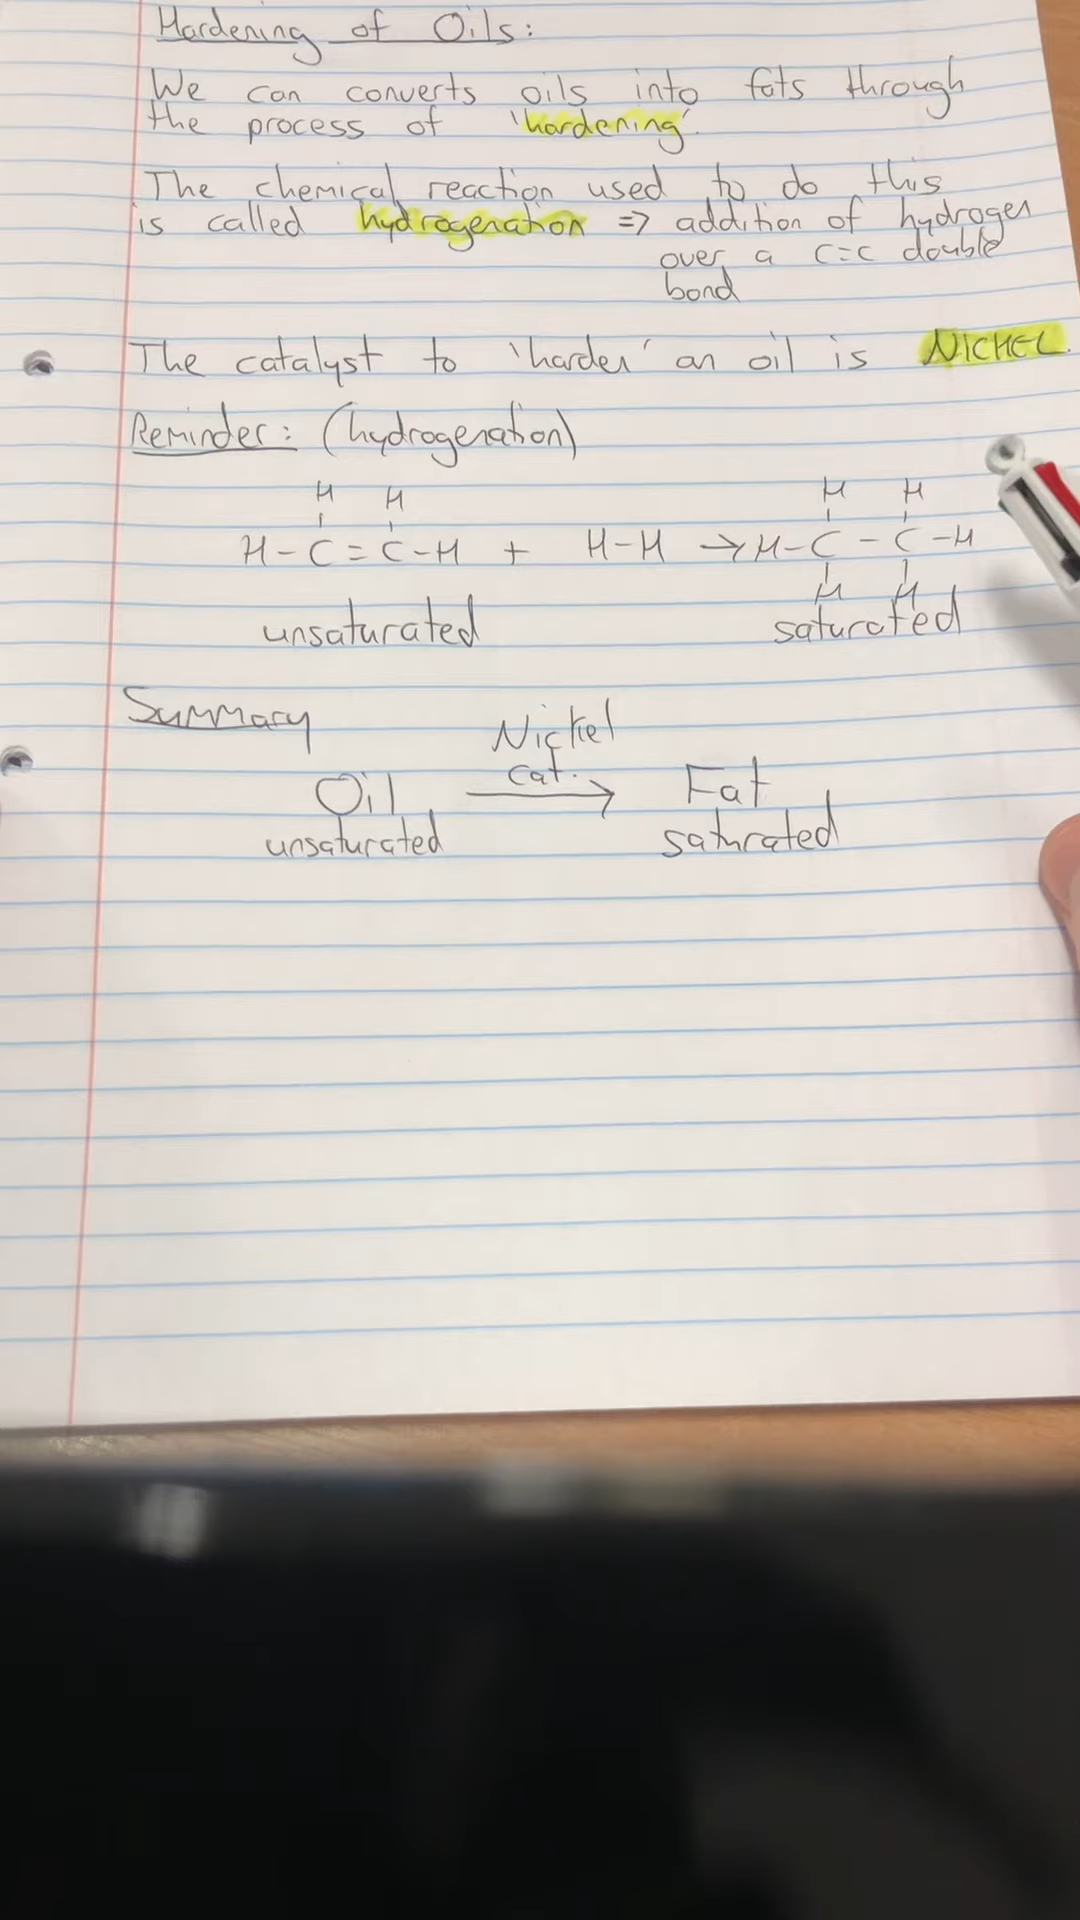 Hardening of Oils:
We can converts oils into fats through
the process of 'hardening'.
The chemical reaction used to do this
is called hydrogenation => addition of hydrogen
over a C=C double
bond
The catalyst to 'harden' an oil is NICKEL.
Reminder: (hydrogenation)
H H H H
H-C=C-H + H-H → H-C-C-H
H H
unsaturated saturated
Summary
Nickel
cat.
Oil → Fat
unsaturated saturated